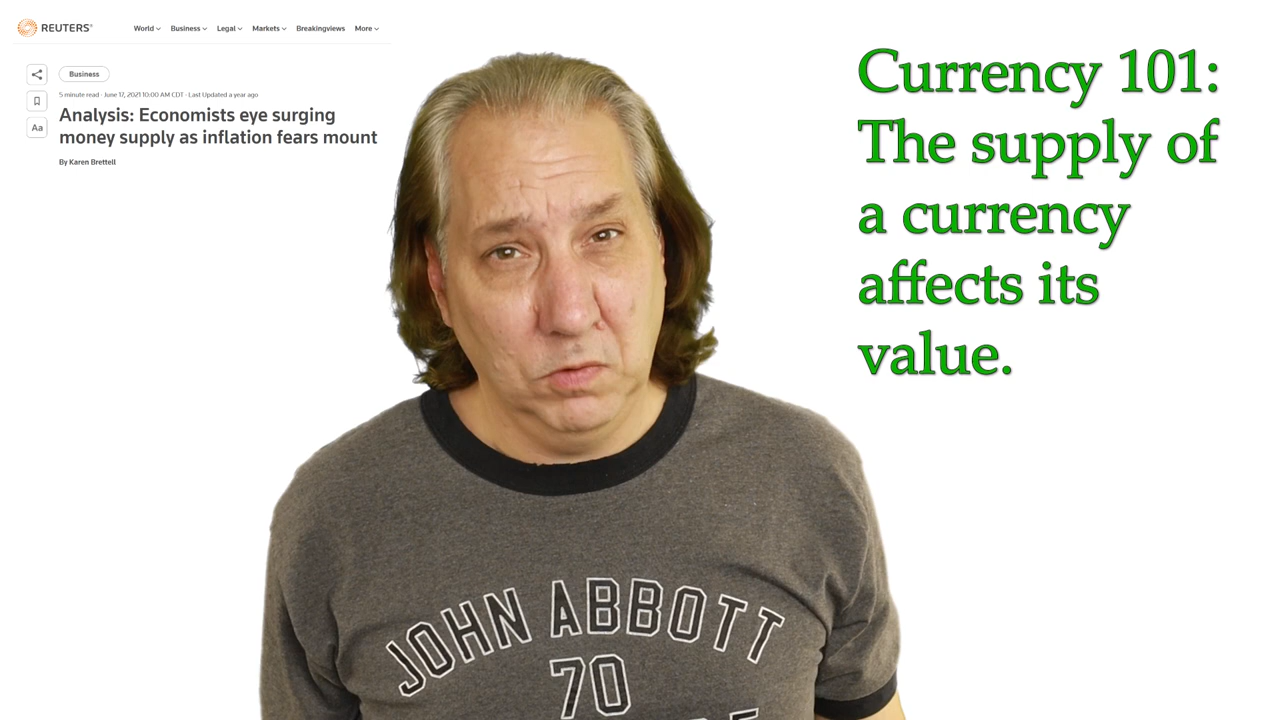 REUTERS®
World Business Legal Markets Breakingviews More
Business
5 minute read · June 17, 2021 10:00 AM CDT · Last Updated a year ago
Aa
Analysis: Economists eye surging
money supply as inflation fears mount
By Karen Brettell
Currency 101:
The supply of
a currency
affects its
value.
JOHN ABBOTT
70